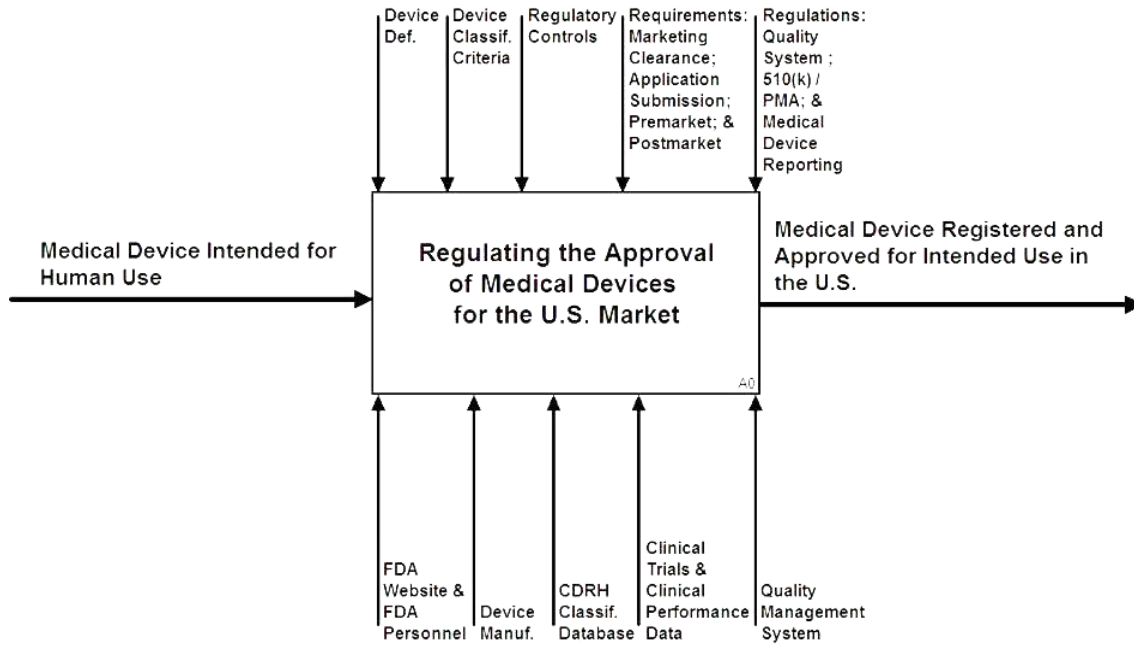 Device
Def.
Device
Classif.
Criteria
Regulatory
Controls
Requirements:
Marketing
Clearance;
Application
Submission;
Premarket; &
Postmarket
Regulations:
Quality
System ;
510(k) /
PMA; &
Medical
Device
Reporting
Medical Device Intended for
Human Use
Regulating the Approval
of Medical Devices
for the U.S. Market
A0
Medical Device Registered and
Approved for Intended Use in
the U.S.
FDA
Website &
FDA
Personnel
Device
Manuf.
CDRH
Classif.
Database
Clinical
Trials &
Clinical
Performance
Data
Quality
Management
System